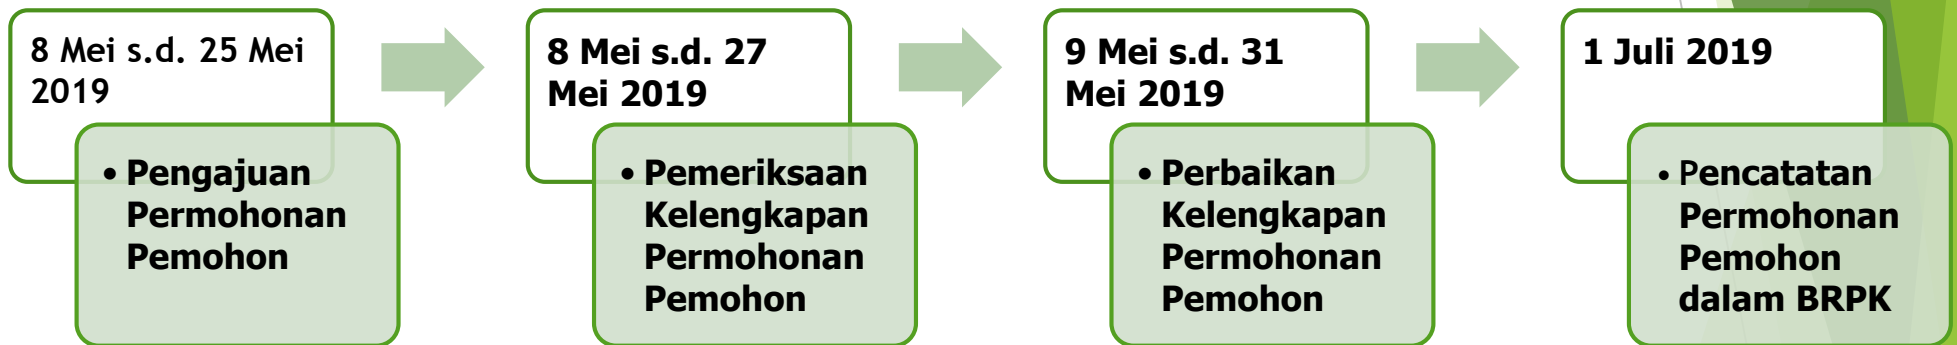 8 Mei s.d. 25 Mei
2019
• Pengajuan
Permohonan
Pemohon
8 Mei s.d. 27
Mei 2019
• Pemeriksaan
Kelengkapan
Permohonan
Pemohon
9 Mei s.d. 31
Mei 2019
• Perbaikan
Kelengkapan
Permohonan
Pemohon
1 Juli 2019
• Pencatatan
Permohonan
Pemohon
dalam BRPK